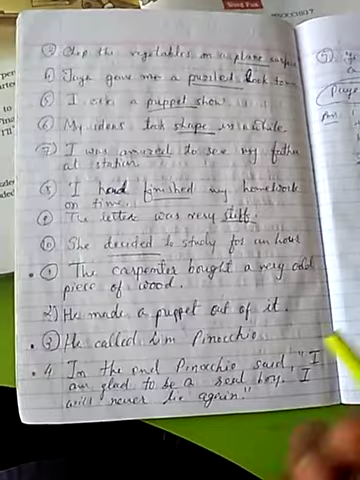 ③ Chop the vegetables on a plane surface
④ gave me a puzzled look
⑤ I saw a puppet show
⑥ My ideas took shape in a while
⑦ I was amazed to see my father
at station
⑧ I had finished my homework
on time.
⑨ The letter was very stiff.
⑩ She decided to study for an hour
① The carpenter bought a very odd
piece of wood.
2) He made a puppet out of it.
③ He called him Pinocchio
4. In the end Pinocchio said, "I
am glad to be a real boy. I
will never lie again."